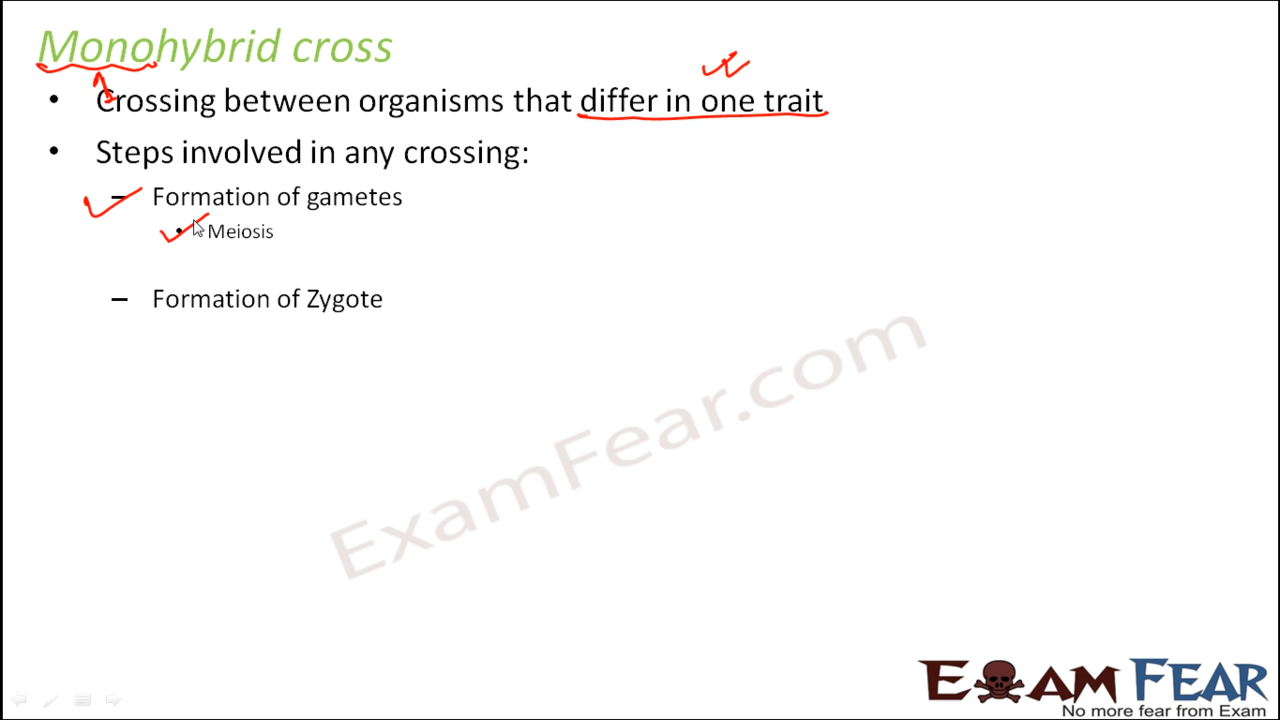 Monohybrid cross
• Crossing between organisms that differ in one trait
• Steps involved in any crossing:
– Formation of gametes
• Meiosis
– Formation of Zygote
ExamFear.com
EXAM FEAR
No more fear from Exam